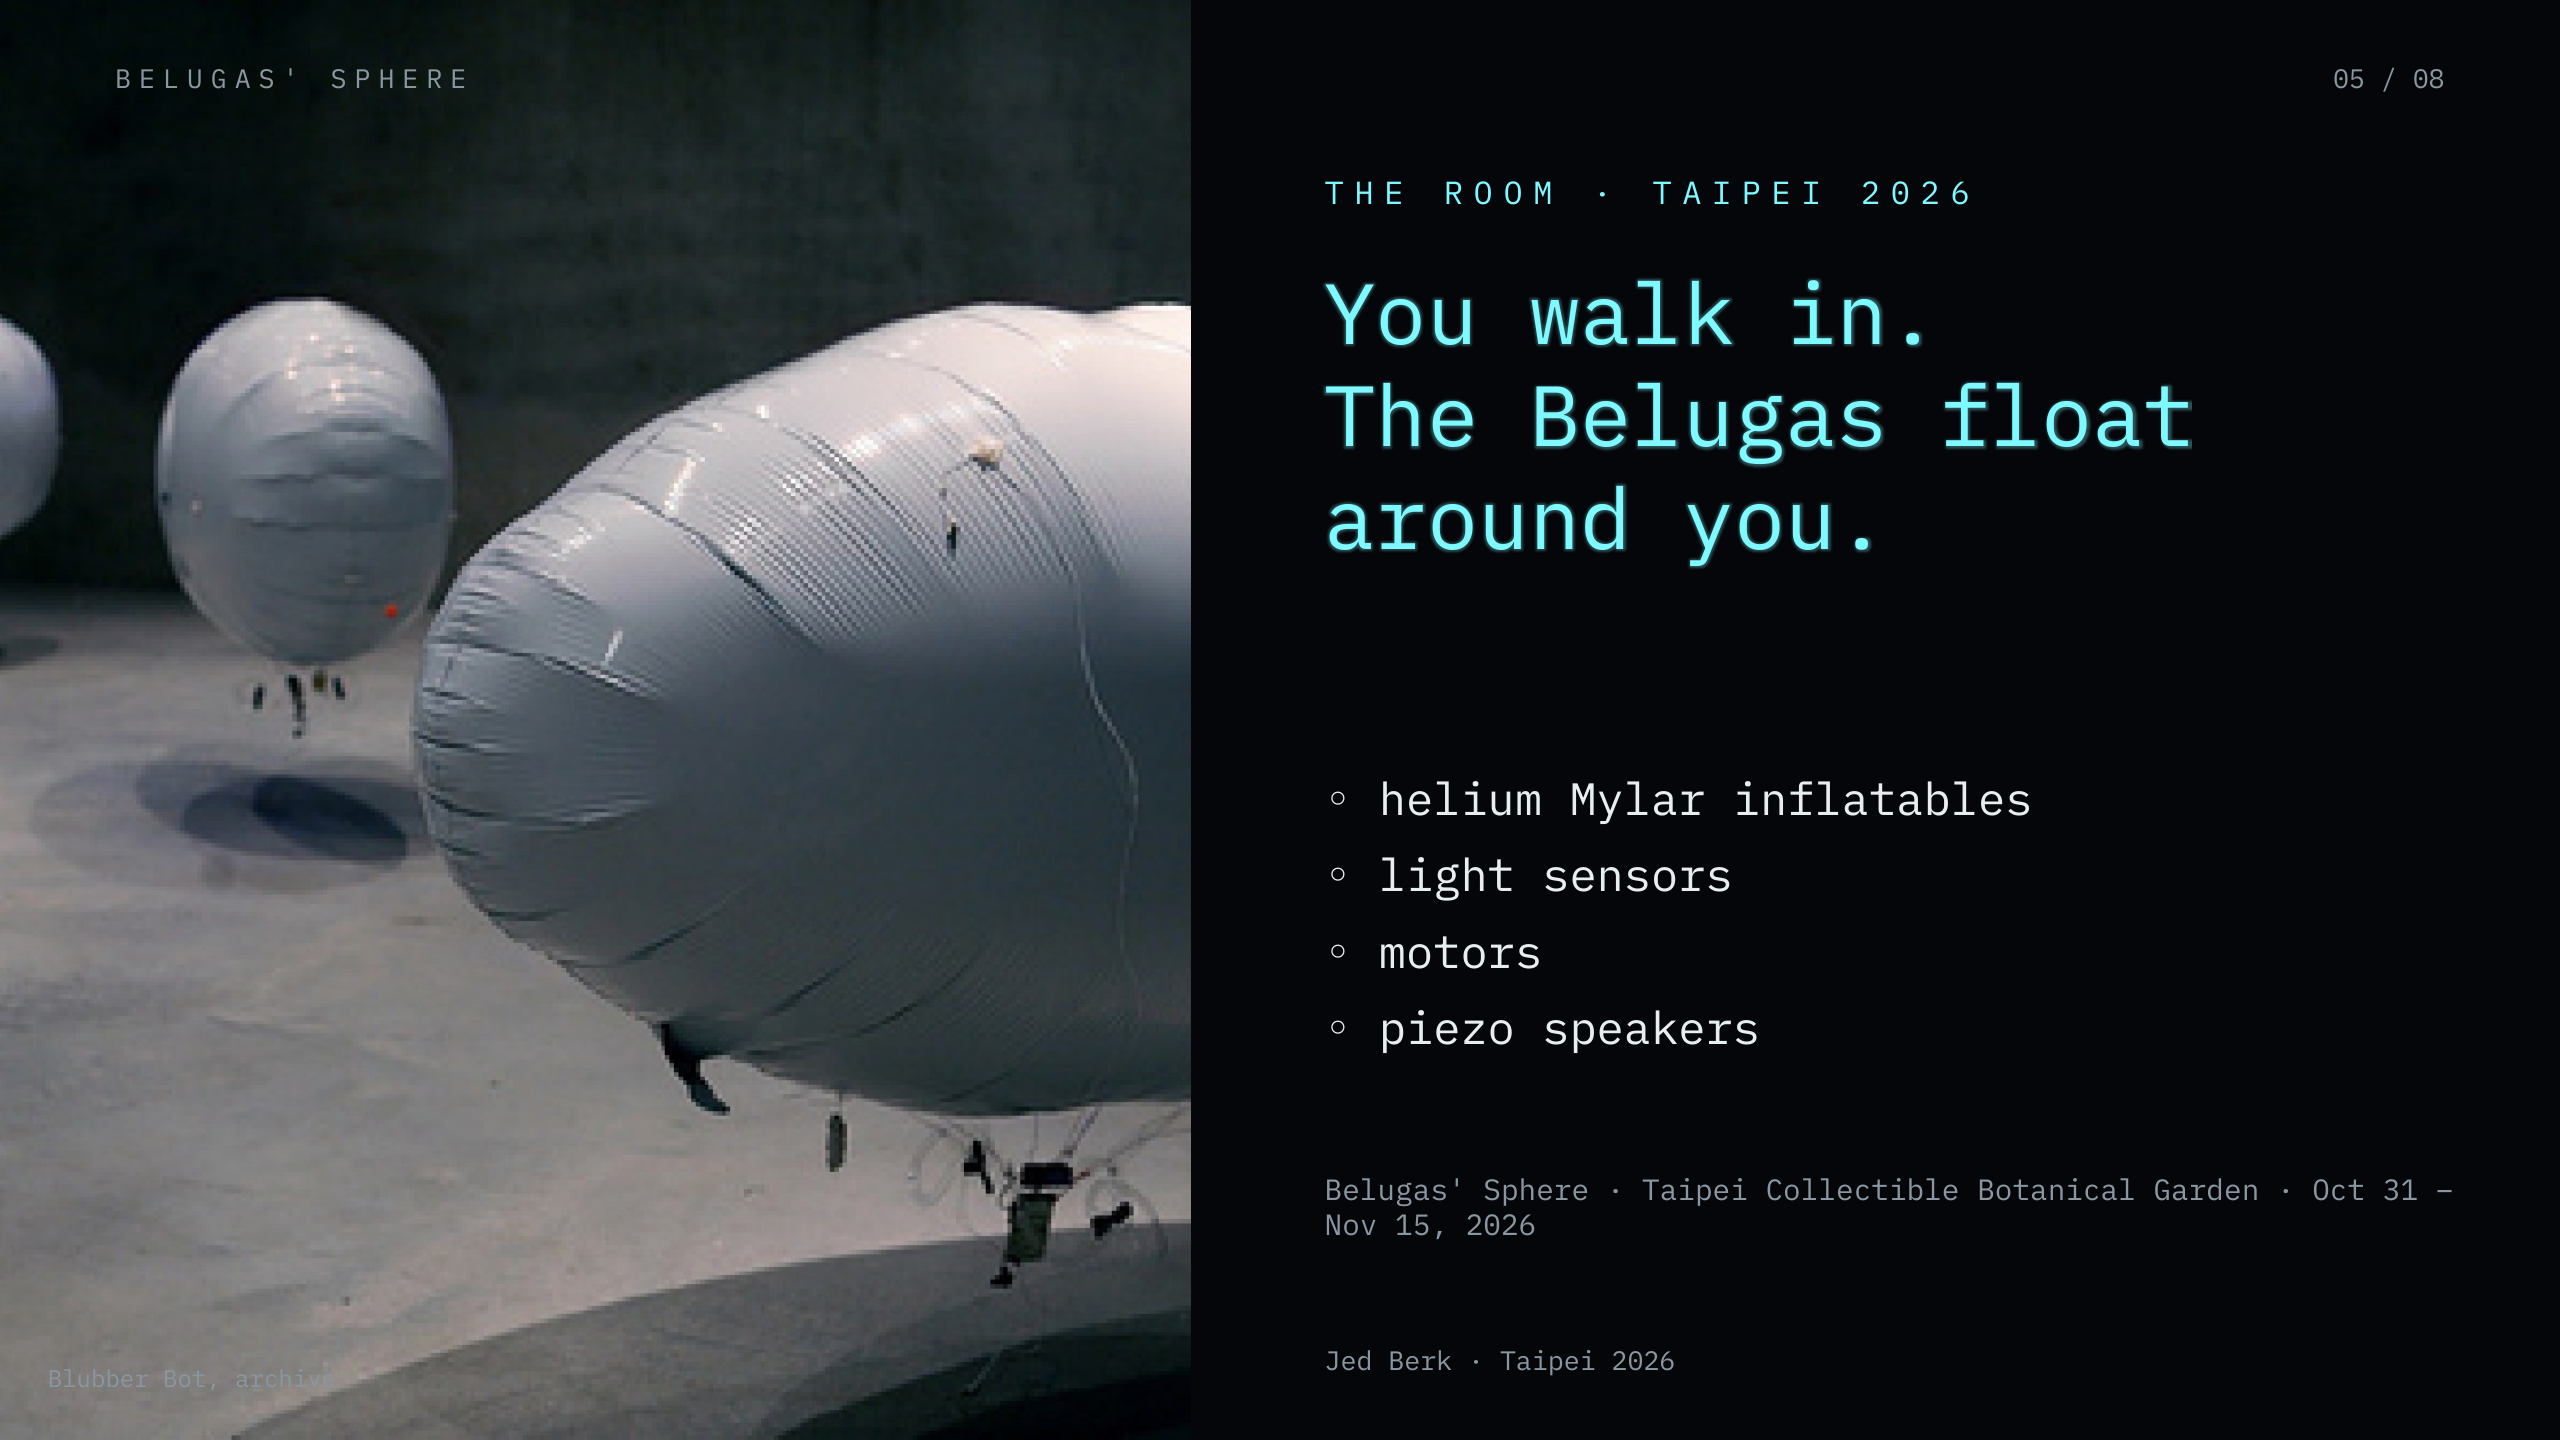 BELUGAS' SPHERE
05 / 08
THE ROOM · TAIPEI 2026
You walk in.
The Belugas float
around you.
◦ helium Mylar inflatables
◦ light sensors
◦ motors
◦ piezo speakers
Belugas' Sphere · Taipei Collectible Botanical Garden · Oct 31 –
Nov 15, 2026
Jed Berk · Taipei 2026
Blubber Bot, archive